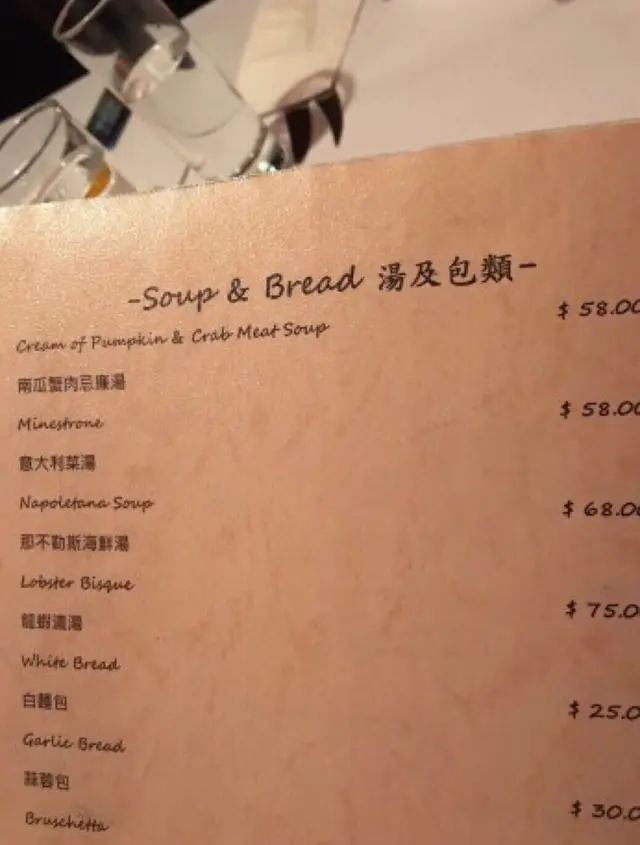 -Soup & Bread 湯及包類-
Cream of Pumpkin & Crab Meat Soup $ 58.00
南瓜蟹肉忌廉湯
Minestrone $ 58.00
意大利菜湯
Napoletana Soup $ 68.00
那不勒斯海鮮湯
Lobster Bisque $ 75.0
龍蝦濃湯
White Bread $ 25.0
白麵包
Garlic Bread $ 30.0
蒜蓉包
Bruschetta